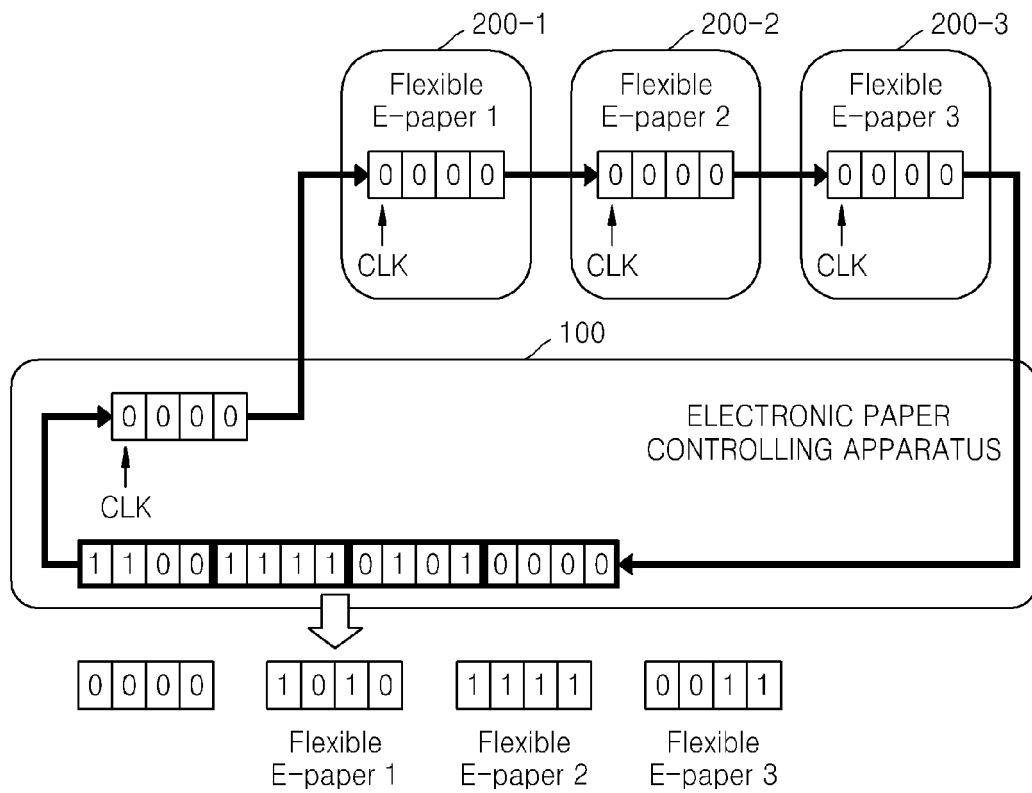 200-1 200-2 200-3
Flexible Flexible Flexible
E-paper 1 E-paper 2 E-paper 3
0 0 0 0 0 0 0 0 0 0 0 0
CLK CLK CLK
100
0 0 0 0
ELECTRONIC PAPER
CONTROLLING APPARATUS
CLK
1 1 0 0 1 1 1 1 0 1 0 1 0 0 0 0
0 0 0 0 1 0 1 0 1 1 1 1 0 0 1 1
Flexible Flexible Flexible
E-paper 1 E-paper 2 E-paper 3